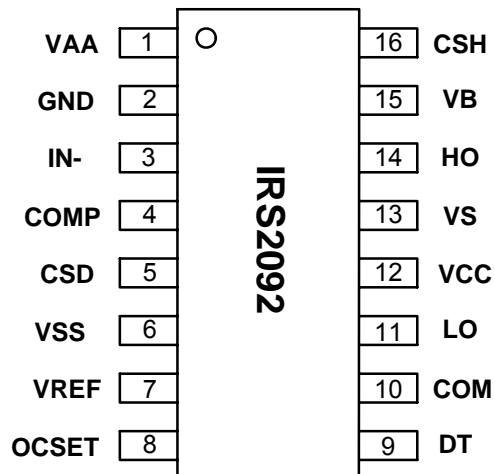 VAA 1 16 CSH
GND 2 15 VB
IN- 3 14 HO
COMP 4 13 VS
CSD 5 12 VCC
VSS 6 11 LO
VREF 7 10 COM
OCSET 8 9 DT
IRS2092